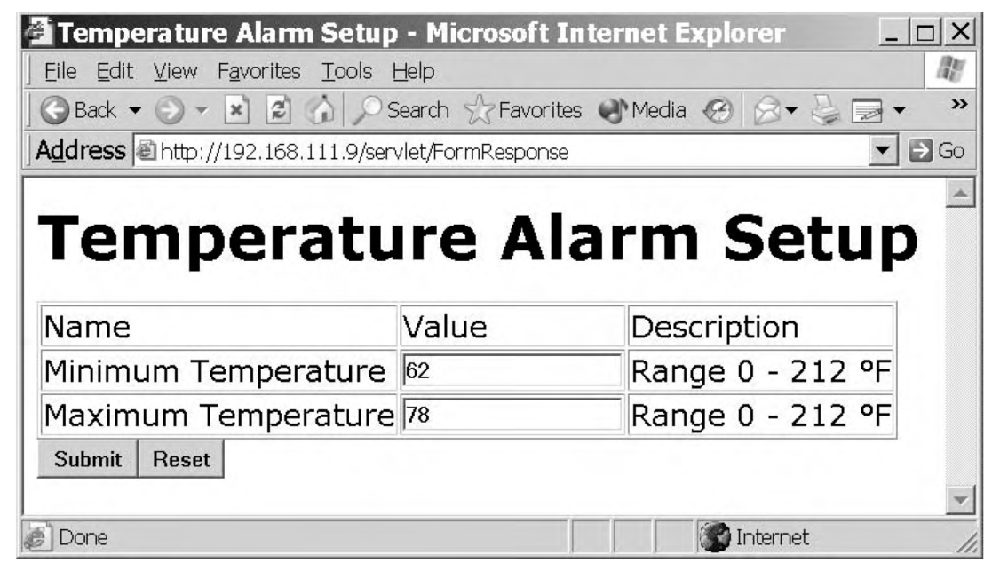 Temperature Alarm Setup - Microsoft Internet Explorer
File Edit View Favorites Tools Help
Back Search Favorites Media »
Address http://192.168.111.9/servlet/FormResponse Go
Temperature Alarm Setup
Name Value Description
Minimum Temperature 62 Range 0 - 212 ºF
Maximum Temperature 78 Range 0 - 212 ºF
Submit Reset
Done Internet